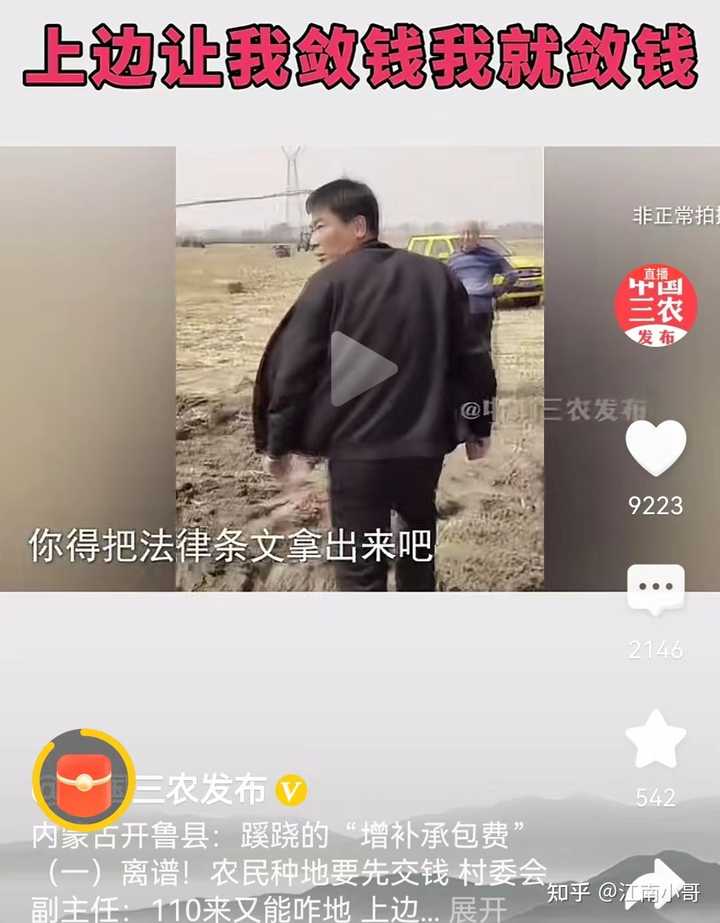 上边让我敛钱我就敛钱
非正常拍
直播
中国
三农
发布
@中国三农发布
9223
你得把法律条文拿出来吧
2146
542
三农发布
内蒙古开鲁县：蹊跷的“增补承包费”
（一）离谱！农民种地要先交钱 村委会
副主任：110来又能咋地 上边... 展开
知乎 @江南小哥